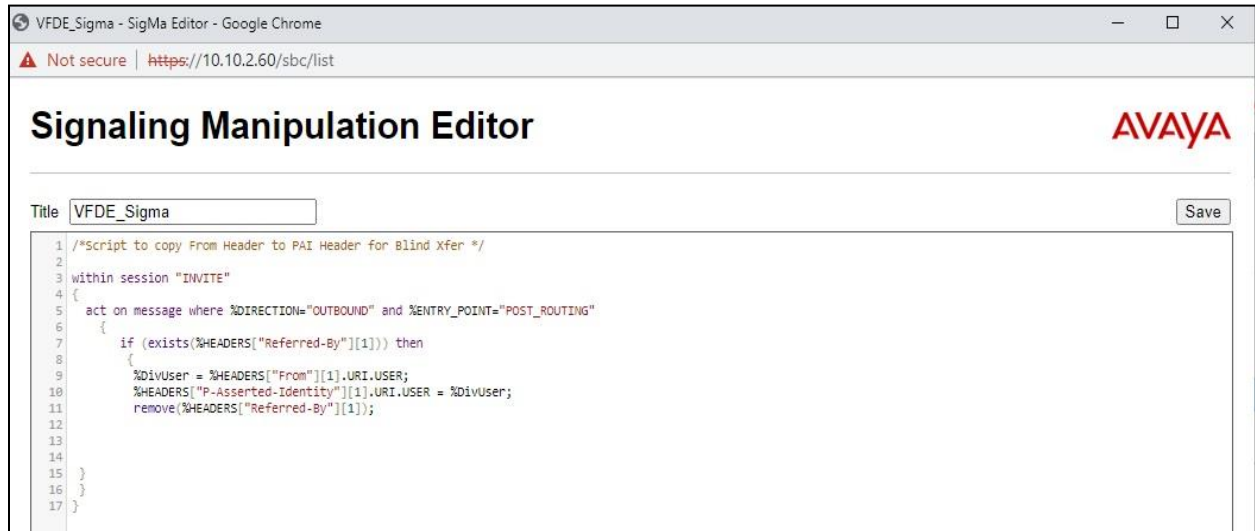 VFDE_Sigma - SigMa Editor - Google Chrome
Not secure | https://10.10.2.60/sbc/list
Signaling Manipulation Editor
AVAYA
Title VFDE_Sigma Save
1 /*Script to copy From Header to PAI Header for Blind Xfer */
2
3 within session "INVITE"
4 {
5 act on message where %DIRECTION="OUTBOUND" and %ENTRY_POINT="POST_ROUTING"
6 {
7 if (exists(%HEADERS["Referred-By"][1])) then
8 {
9 %DivUser = %HEADERS["From"][1].URI.USER;
10 %HEADERS["P-Asserted-Identity"][1].URI.USER = %DivUser;
11 remove(%HEADERS["Referred-By"][1]);
12
13
14
15 }
16 }
17 }